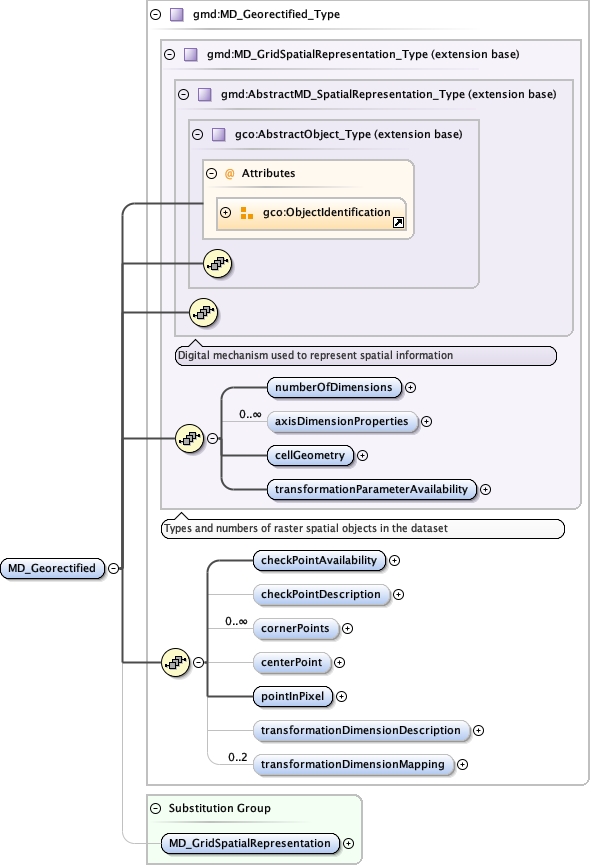 gmd:MD_Georectified_Type
gmd:MD_GridSpatialRepresentation_Type (extension base)
gmd:AbstractMD_SpatialRepresentation_Type (extension base)
gco:AbstractObject_Type (extension base)
@ Attributes
gco:ObjectIdentification
Digital mechanism used to represent spatial information
numberOfDimensions
0..∞
axisDimensionProperties
cellGeometry
transformationParameterAvailability
Types and numbers of raster spatial objects in the dataset
MD_Georectified
checkPointAvailability
checkPointDescription
0..∞
cornerPoints
centerPoint
pointInPixel
transformationDimensionDescription
0..2
transformationDimensionMapping
Substitution Group
MD_GridSpatialRepresentation